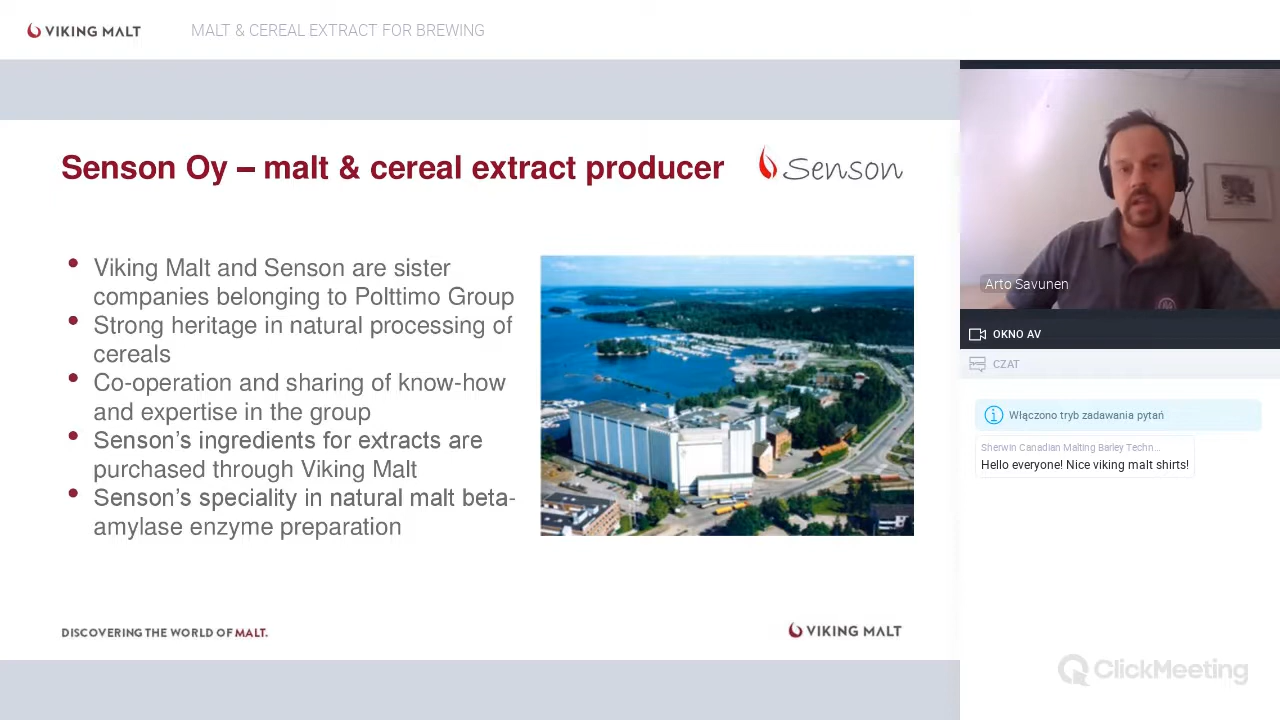 VIKING MALT
MALT & CEREAL EXTRACT FOR BREWING
Senson Oy – malt & cereal extract producer
Senson
• Viking Malt and Senson are sister
companies belonging to Polttimo Group
• Strong heritage in natural processing of
cereals
• Co-operation and sharing of know-how
and expertise in the group
• Senson's ingredients for extracts are
purchased through Viking Malt
• Senson's speciality in natural malt beta-
amylase enzyme preparation
DISCOVERING THE WORLD OF MALT.
VIKING MALT
Arto Savunen
OKNO AV
CZAT
Włączono tryb zadawania pytań
Sherwin Canadian Malting Barley Techn...
Hello everyone! Nice viking malt shirts!
ClickMeeting